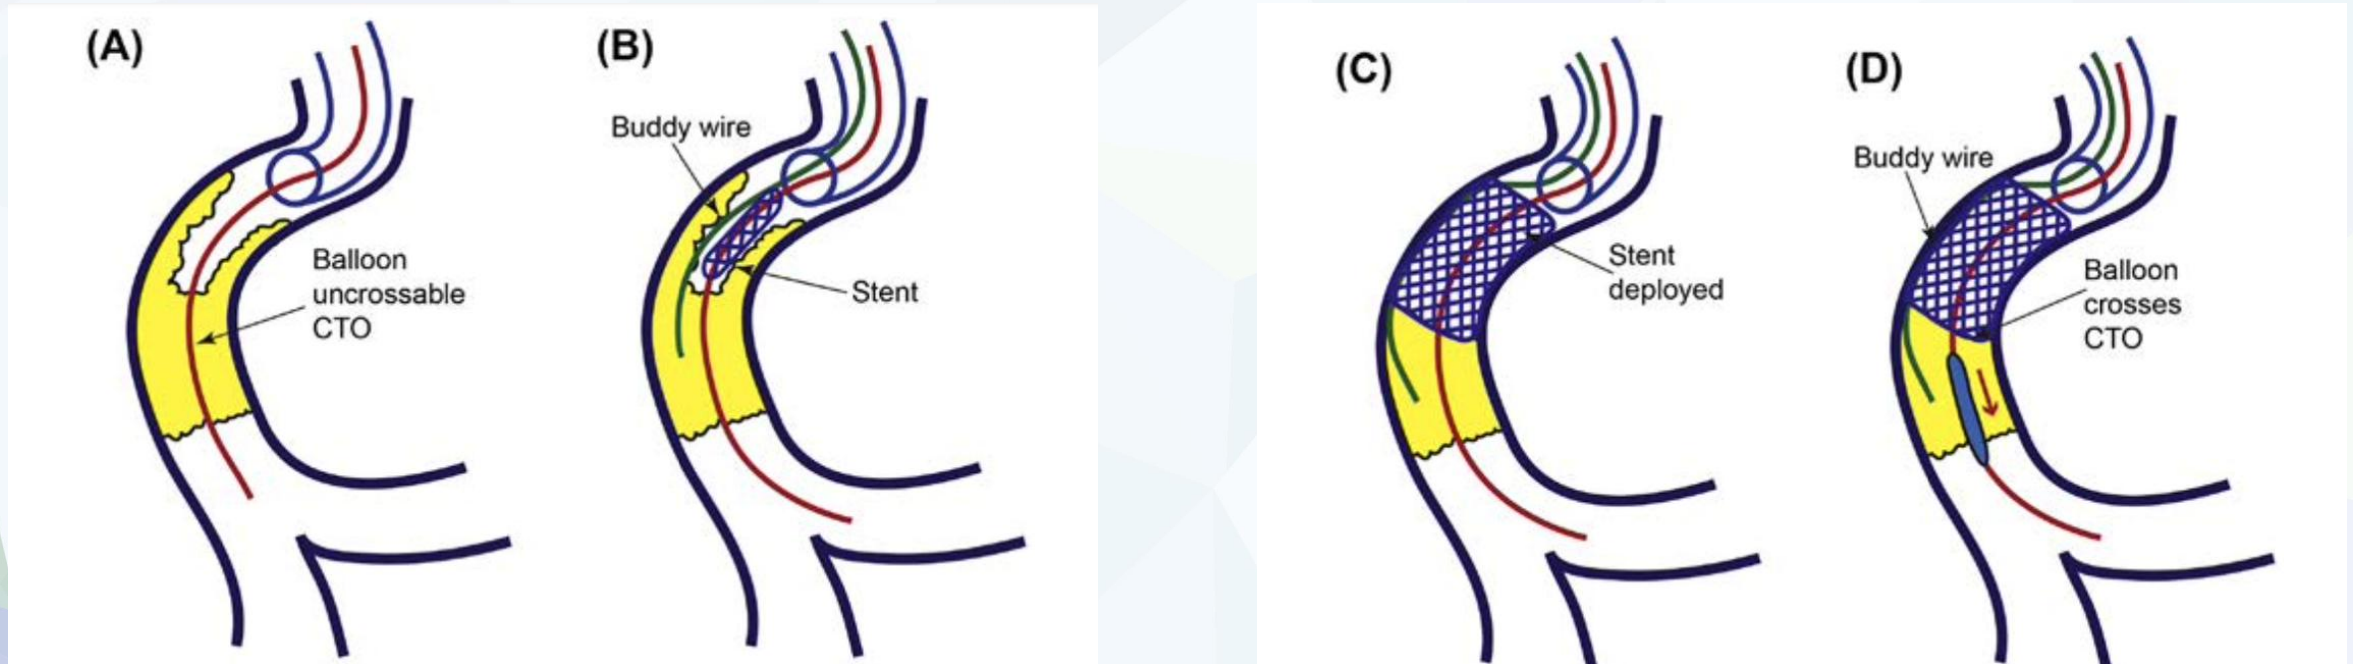 (A)
Balloon
uncrossable
CTO
(B)
Buddy wire
Stent
(C)
Stent
deployed
(D)
Buddy wire
Balloon
crosses
CTO